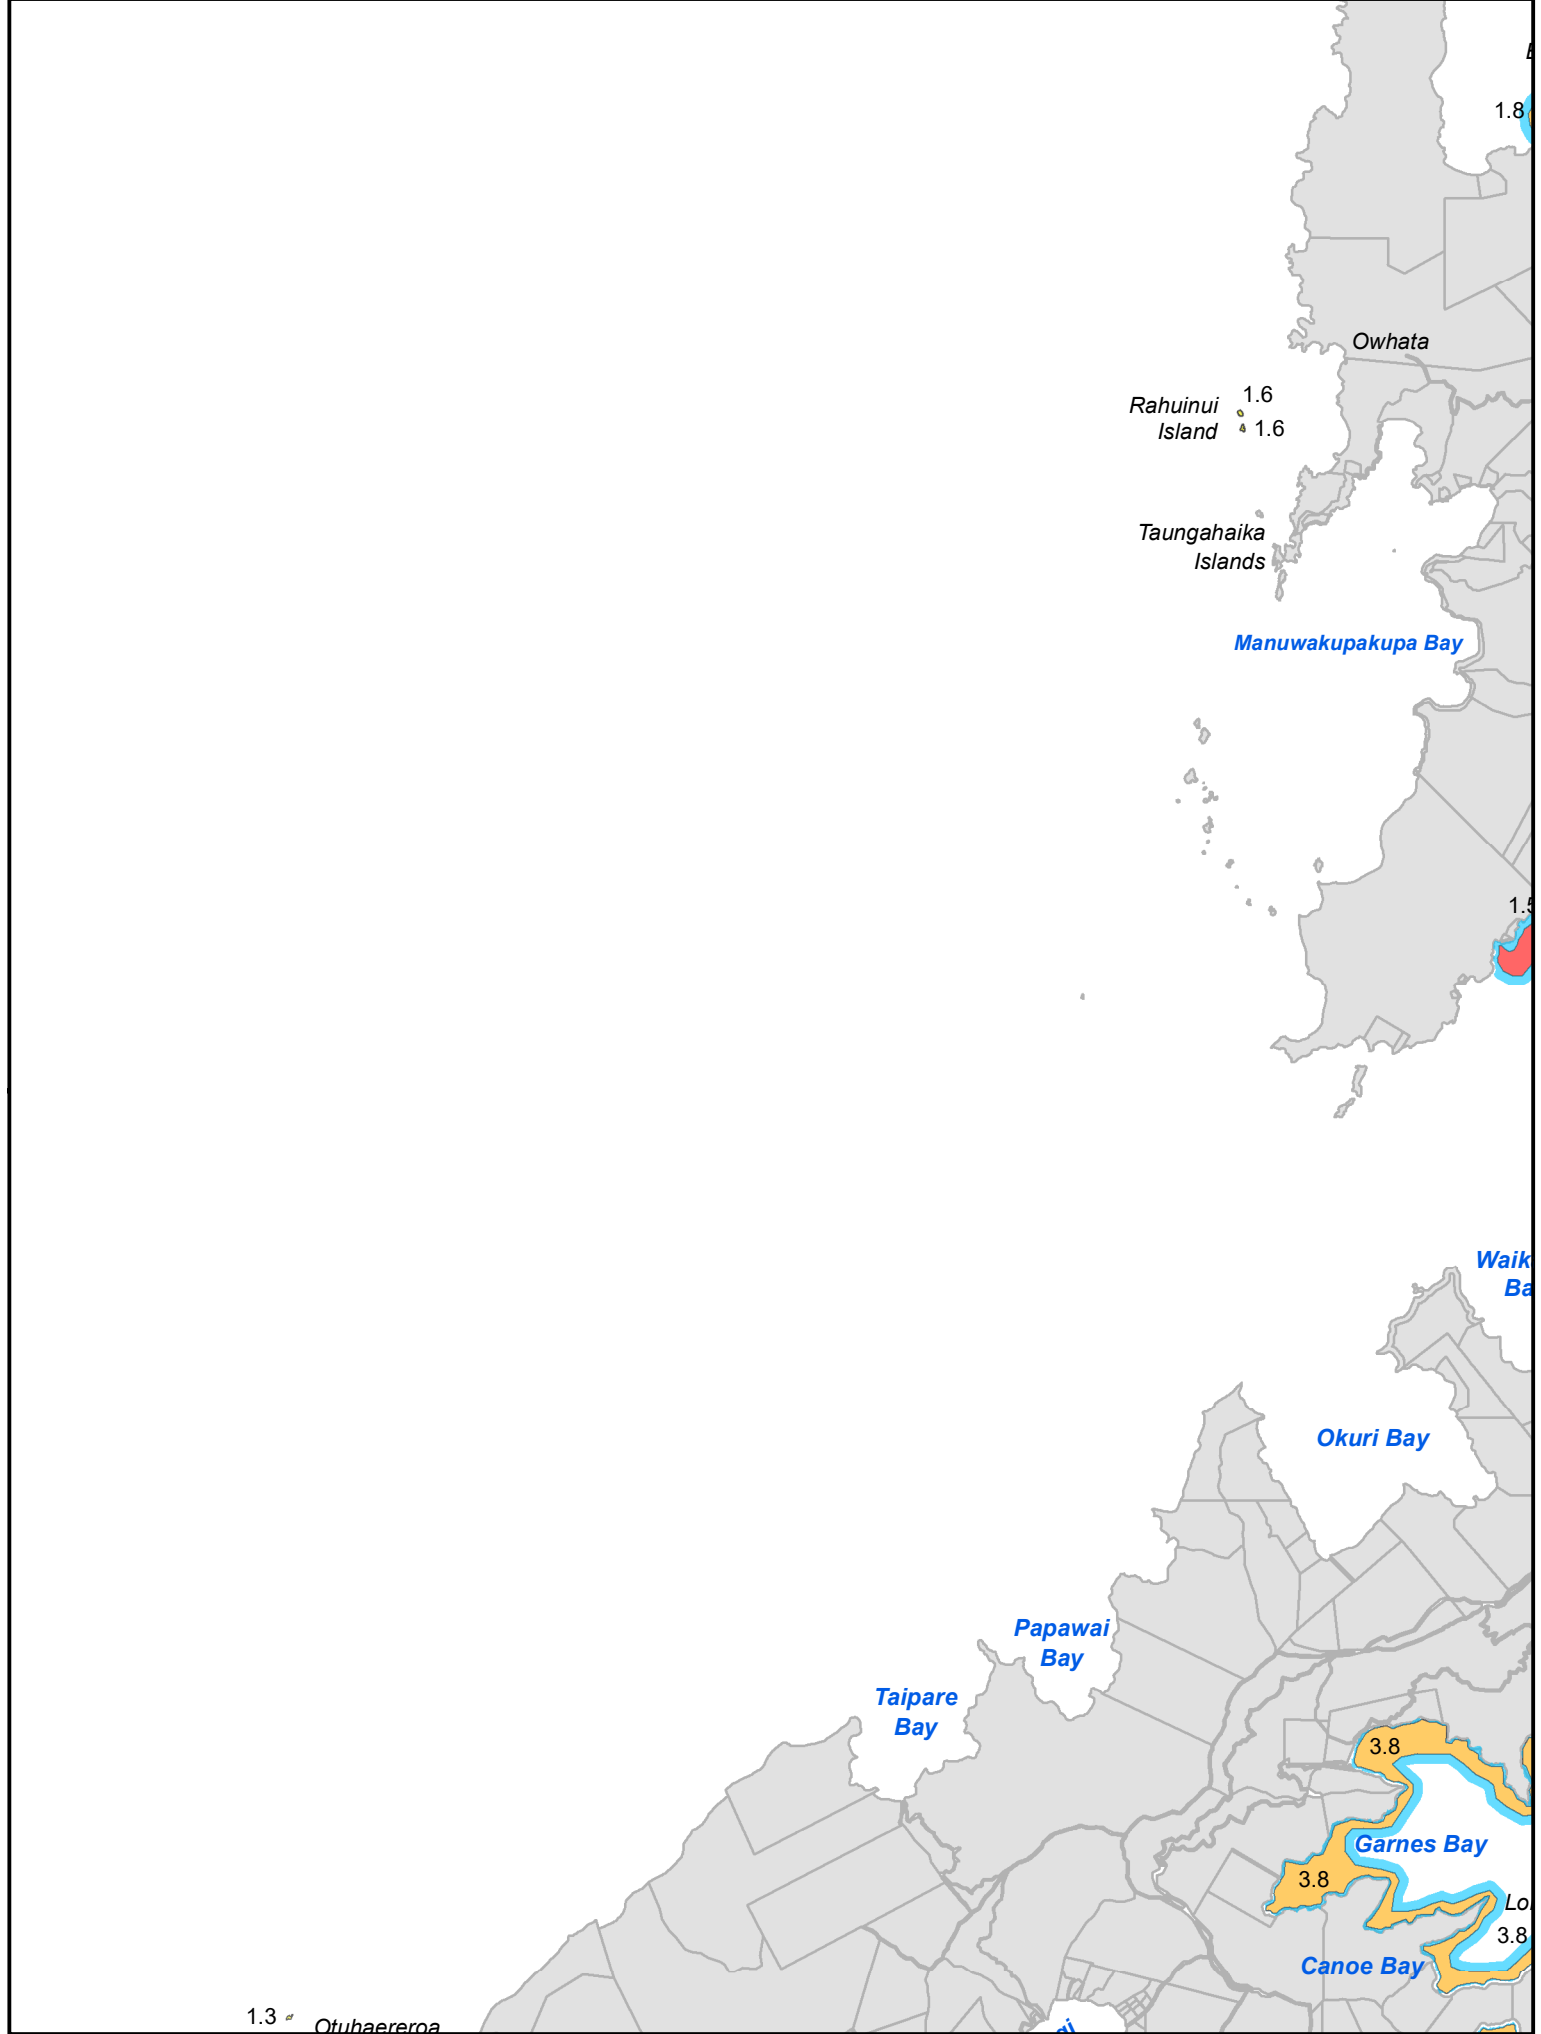 1.8
Owhata
1.6
Rahuinui
Island
1.6
Taungahaika
Islands
Manuwakupakupa Bay
Okuri Bay
Papawai
Bay
Taipare
Bay
3.8
Garnes Bay
3.8
3.8
Canoe Bay
1.3
Otuhaereroa